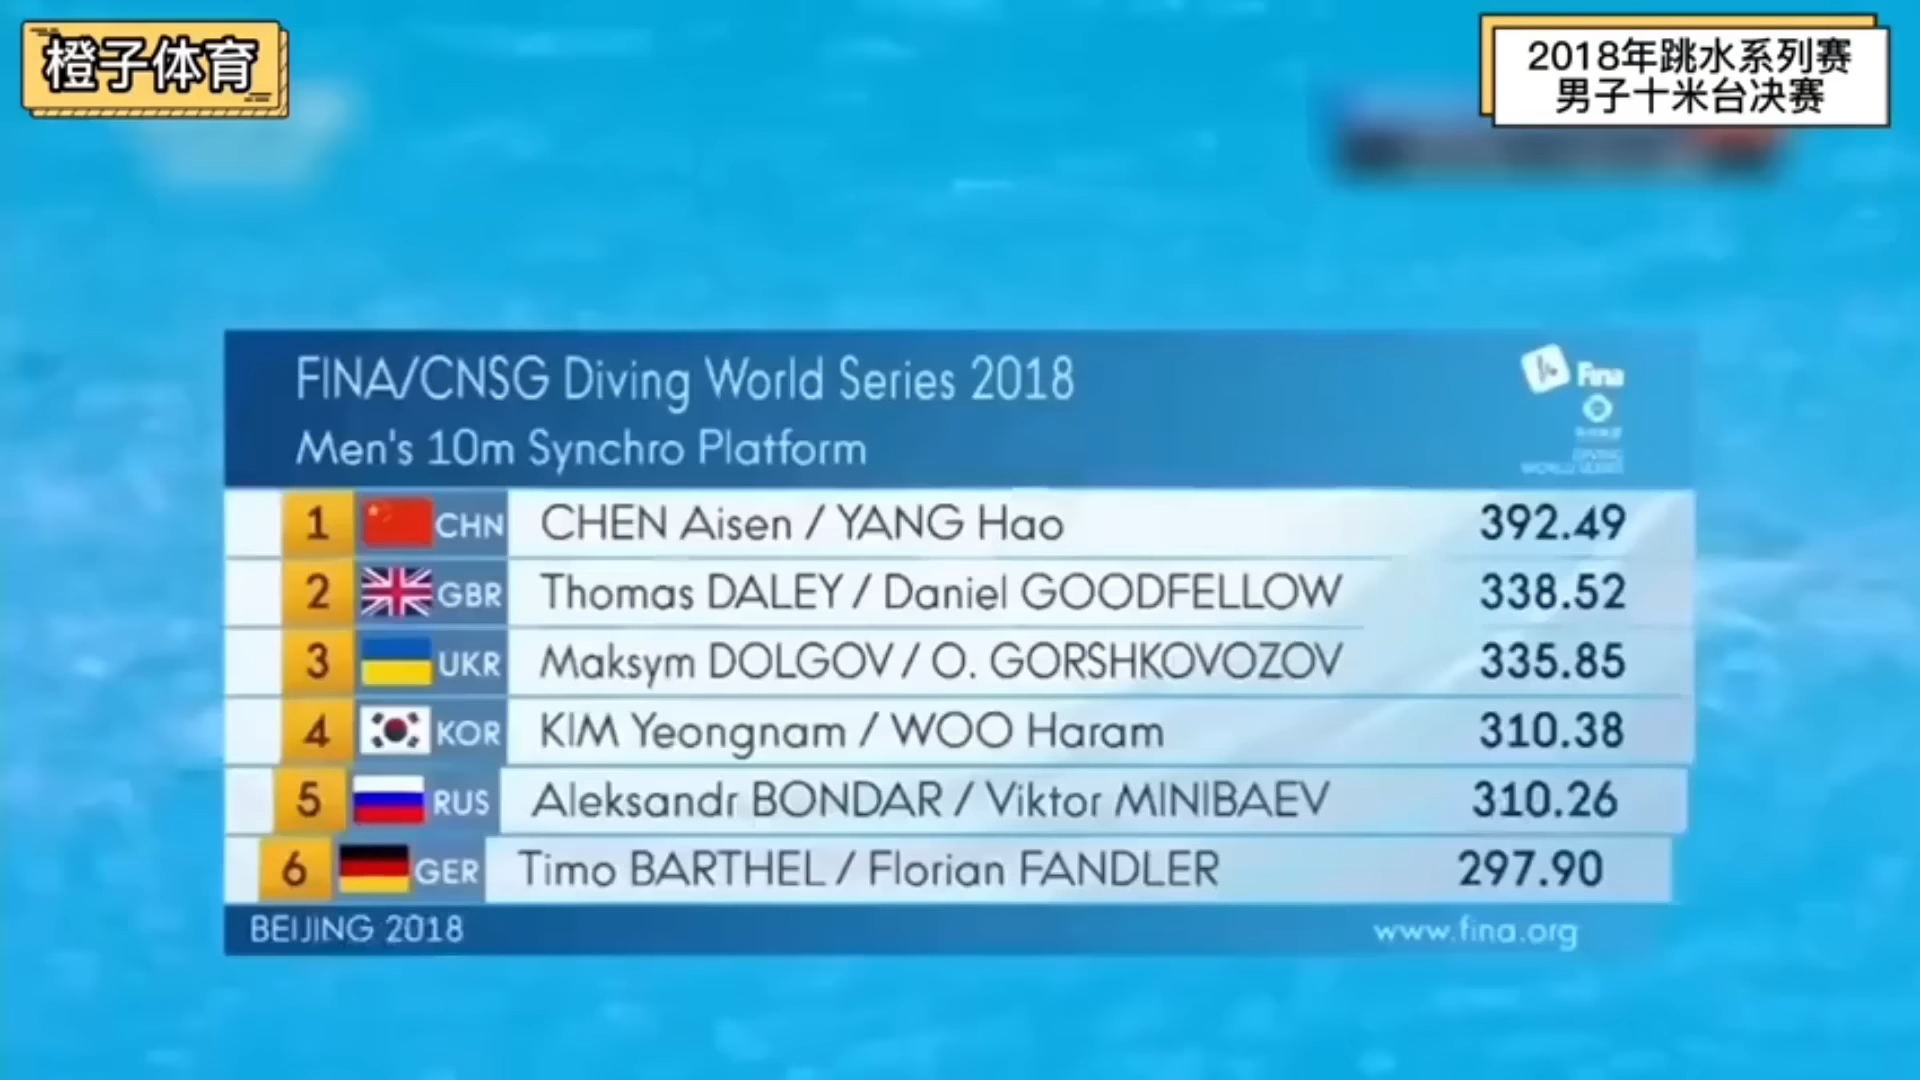 橙子体育
2018年跳水系列赛
男子十米台决赛
FINA/CNSG Diving World Series 2018
Men's 10m Synchro Platform
Fina
1 CHN CHEN Aisen / YANG Hao 392.49
2 GBR Thomas DALEY / Daniel GOODFELLOW 338.52
3 UKR Maksym DOLGOV / O. GORSHKOVOZOV 335.85
4 KOR KIM Yeongnam / WOO Haram 310.38
5 RUS Aleksandr BONDAR / Viktor MINIBAEV 310.26
6 GER Timo BARTHEL / Florian FANDLER 297.90
BEIJING 2018 www.fina.org